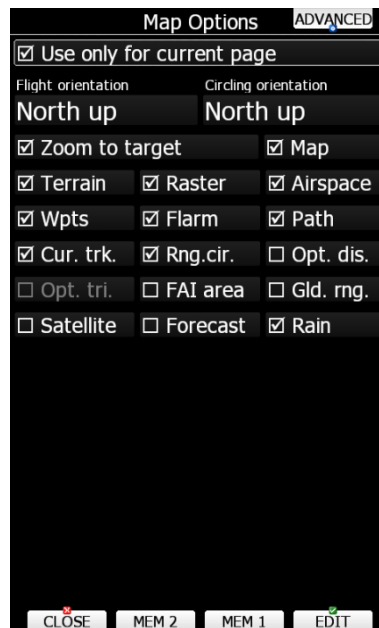 Map Options ADVANCED
Use only for current page
Flight orientation Circling orientation
North up North up
Zoom to target Map
Terrain Raster Airspace
Wpts Flarm Path
Cur. trk. Rng.cir. Opt. dis.
Opt. tri. FAI area Gld. rng.
Satellite Forecast Rain
CLOSE MEM 2 MEM 1 EDIT